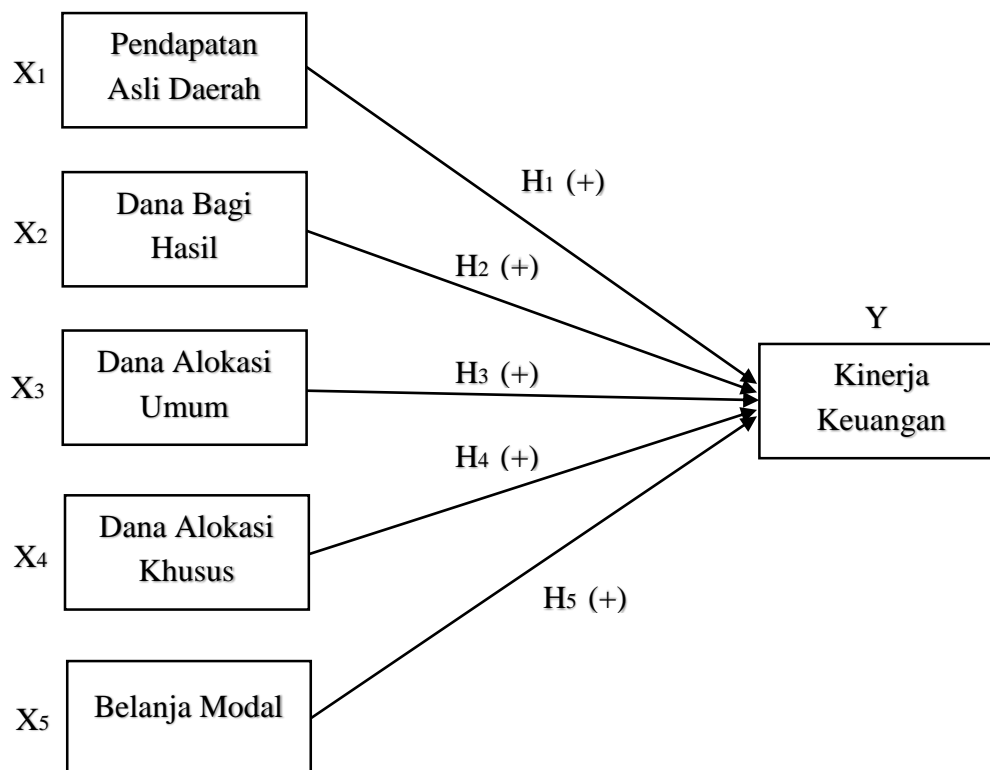 X1
Pendapatan
Asli Daerah
H1 (+)
X2
Dana Bagi
Hasil
H2 (+)
Y
X3
Dana Alokasi
Umum
H3 (+)
Kinerja
Keuangan
H4 (+)
X4
Dana Alokasi
Khusus
H5 (+)
X5
Belanja Modal